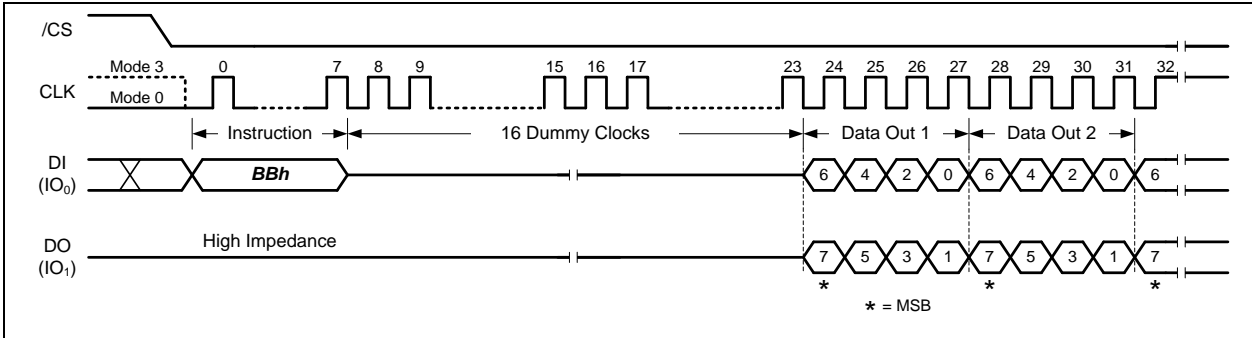 /CS
Mode 3 0 7 8 9 15 16 17 23 24 25 26 27 28 29 30 31 32
CLK
Mode 0
Instruction 16 Dummy Clocks Data Out 1 Data Out 2
DI
(IO₀)
BBh 6 4 2 0 6 4 2 0 6
High Impedance
DO
(IO₁)
7 5 3 1 7 5 3 1 7
* * *
* = MSB